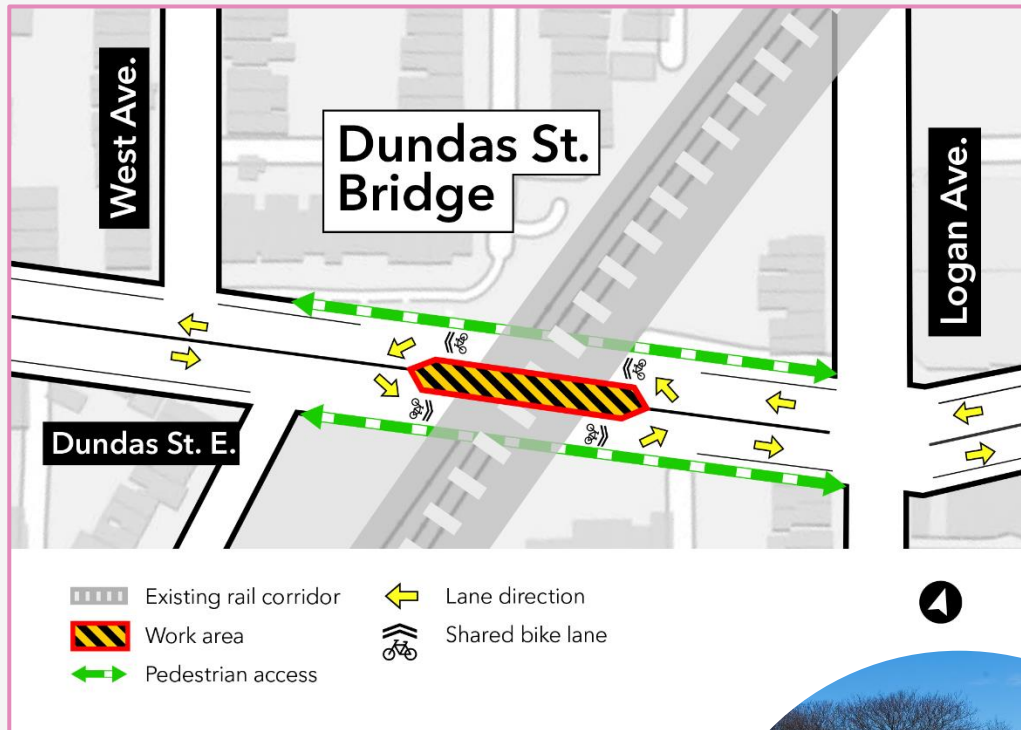 West Ave.
Dundas St.
Bridge
Logan Ave.
Dundas St. E.
Existing rail corridor
Lane direction
Work area
Shared bike lane
Pedestrian access